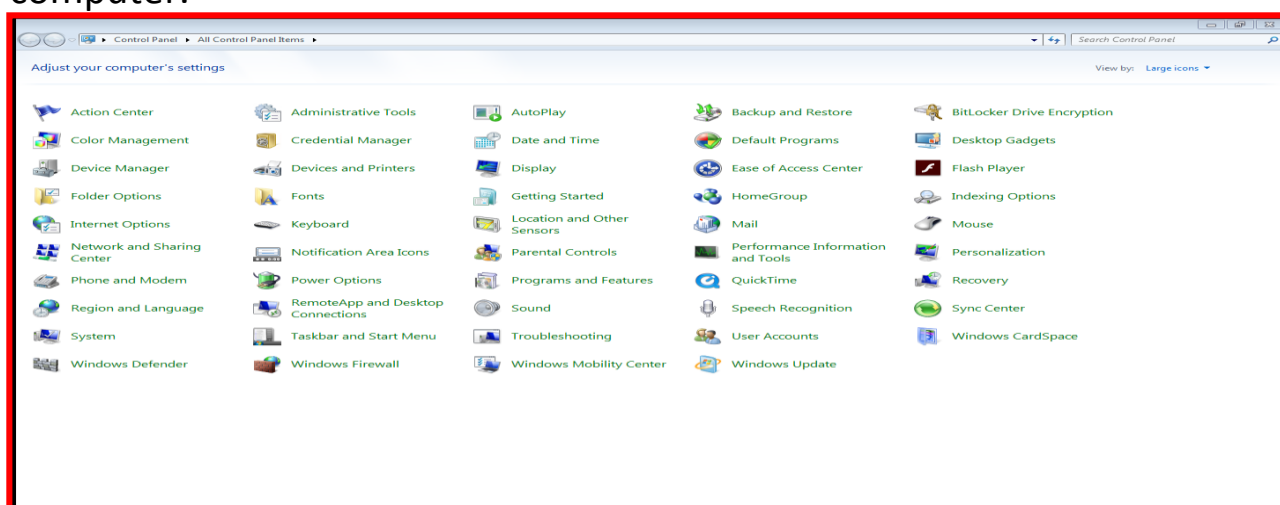 computer.
Control Panel ▸ All Control Panel Items ▸
Search Control Panel
Adjust your computer's settings
View by: Large icons
Action Center
Administrative Tools
AutoPlay
Backup and Restore
BitLocker Drive Encryption
Color Management
Credential Manager
Date and Time
Default Programs
Desktop Gadgets
Device Manager
Devices and Printers
Display
Ease of Access Center
Flash Player
Folder Options
Fonts
Getting Started
HomeGroup
Indexing Options
Internet Options
Keyboard
Location and Other
Sensors
Mail
Mouse
Network and Sharing
Center
Notification Area Icons
Parental Controls
Performance Information
and Tools
Personalization
Phone and Modem
Power Options
Programs and Features
QuickTime
Recovery
Region and Language
RemoteApp and Desktop
Connections
Sound
Speech Recognition
Sync Center
System
Taskbar and Start Menu
Troubleshooting
User Accounts
Windows CardSpace
Windows Defender
Windows Firewall
Windows Mobility Center
Windows Update